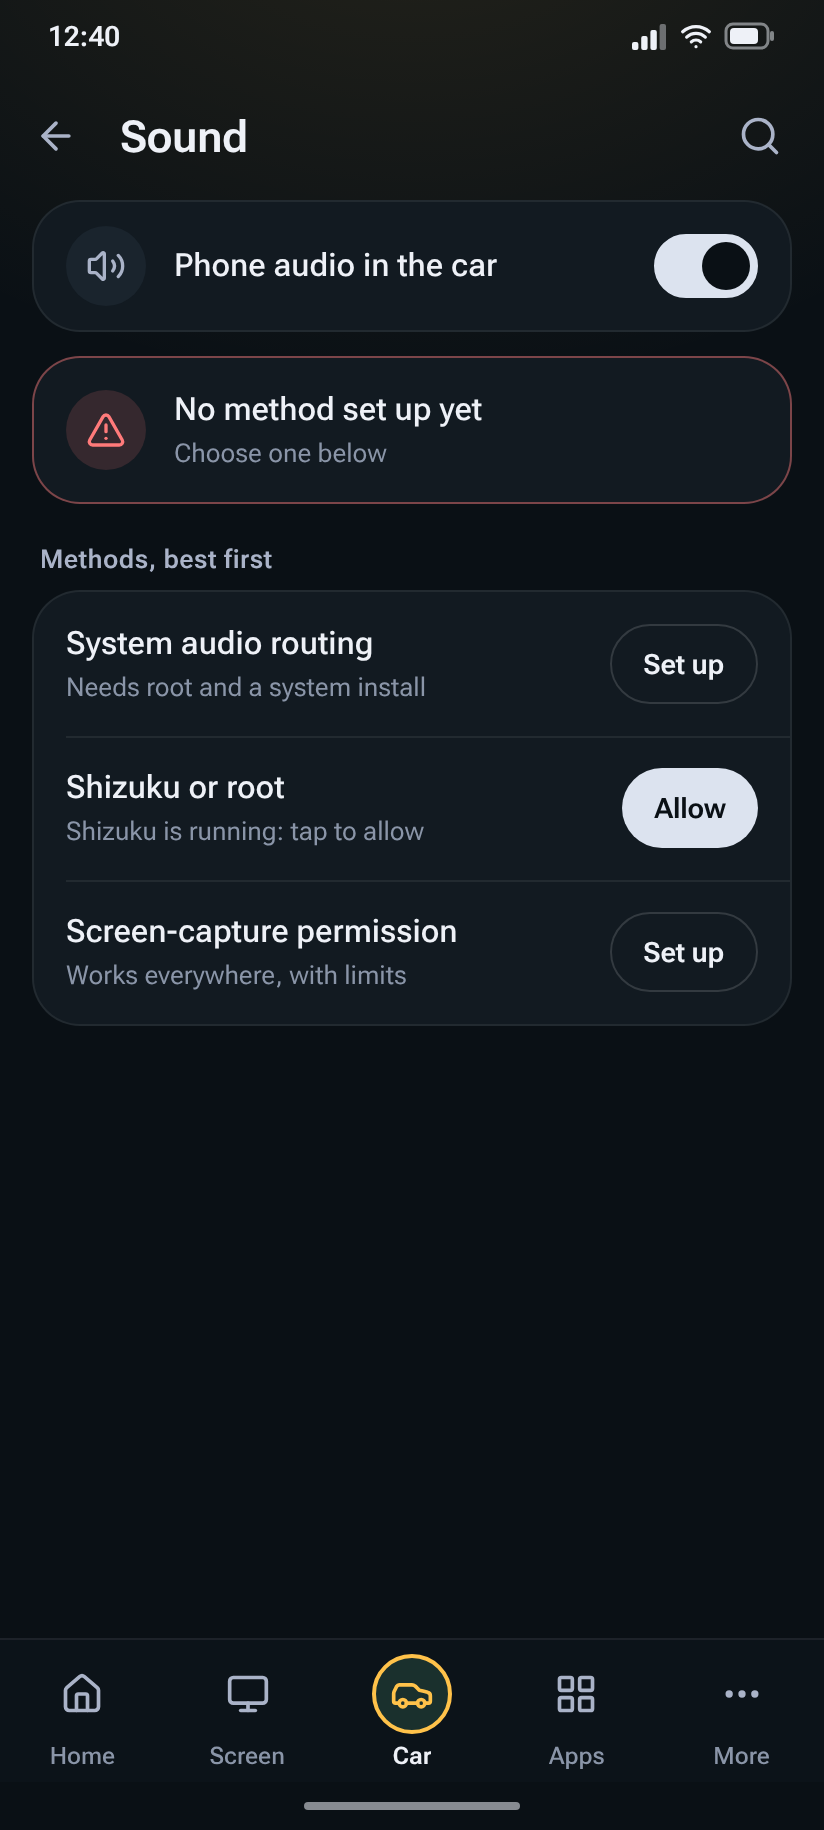 12:40
Sound
Phone audio in the car
No method set up yet
Choose one below
Methods, best first
System audio routing
Needs root and a system install
Set up
Shizuku or root
Shizuku is running: tap to allow
Allow
Screen-capture permission
Works everywhere, with limits
Set up
Home
Screen
Car
Apps
More